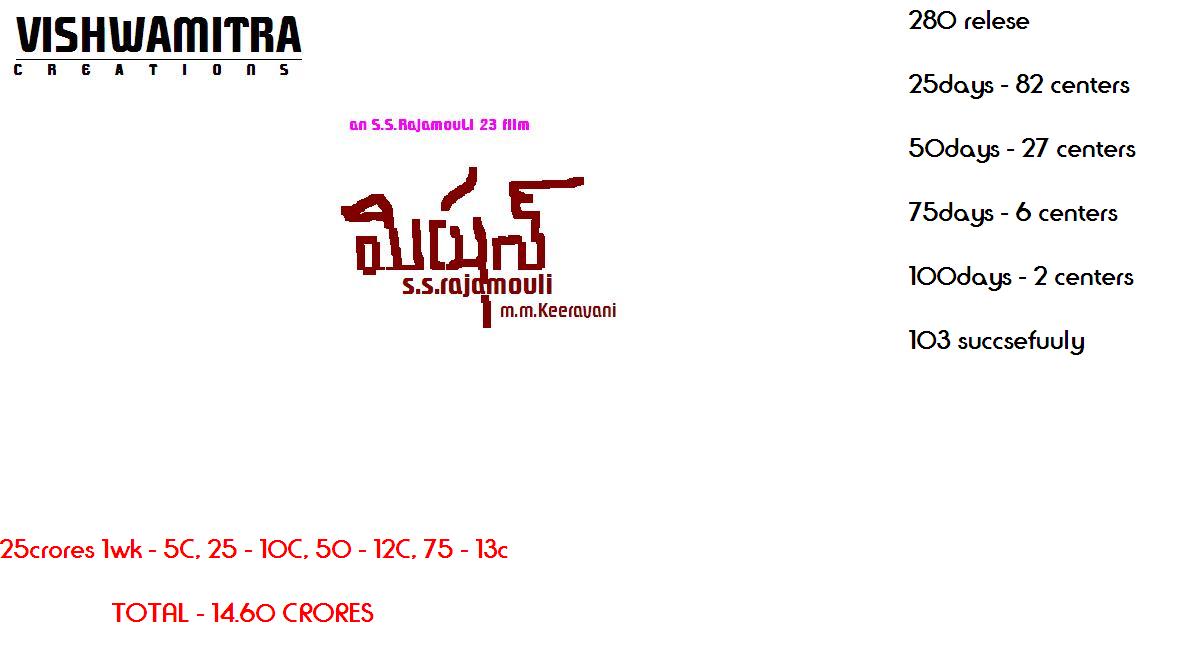 VISHWAMITRA
CREATIONS
an S.S.Rajamouli 23 film
మిషన్
s.s.rajamouli
m.m.Keeravani
280 relese
25days - 82 centers
50days - 27 centers
75days - 6 centers
100days - 2 centers
103 succsefuuly
25crores 1wk - 5C, 25 - 10C, 50 - 12C, 75 - 13c
TOTAL - 14.60 CRORES